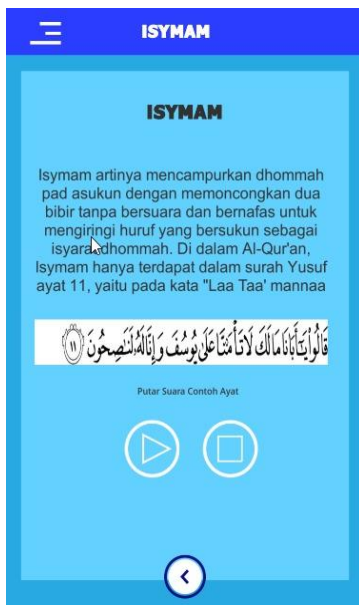 ISYMAM
ISYMAM
Isymam artinya mencampurkan dhommah
pad asukun dengan memoncongkan dua
bibir tanpa bersuara dan bernafas untuk
mengiringi huruf yang bersukun sebagai
isyara dhommah. Di dalam Al-Qur'an,
Isymam hanya terdapat dalam surah Yusuf
ayat 11, yaitu pada kata "Laa Taa' mannaa
قَالُوا۟ يَٰٓأَبَانَا مَالَكَ لَا تَأْمَ۫نَّا عَلَىٰ يُوسُفَ وَإِنَّا لَهُۥ لَنَٰصِحُونَ ١١
Putar Suara Contoh Ayat